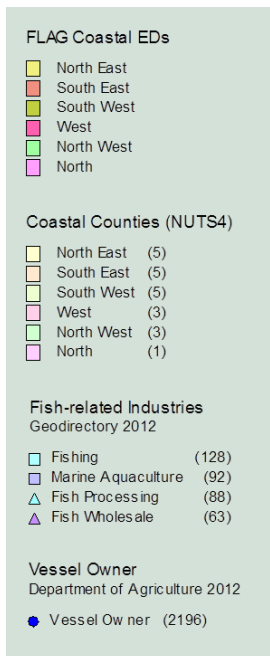 FLAG Coastal EDs
North East
South East
South West
West
North West
North
Coastal Counties (NUTS4)
North East (5)
South East (5)
South West (5)
West (3)
North West (3)
North (1)
Fish-related Industries
Geodirectory 2012
Fishing (128)
Marine Aquaculture (92)
Fish Processing (88)
Fish Wholesale (63)
Vessel Owner
Department of Agriculture 2012
Vessel Owner (2196)